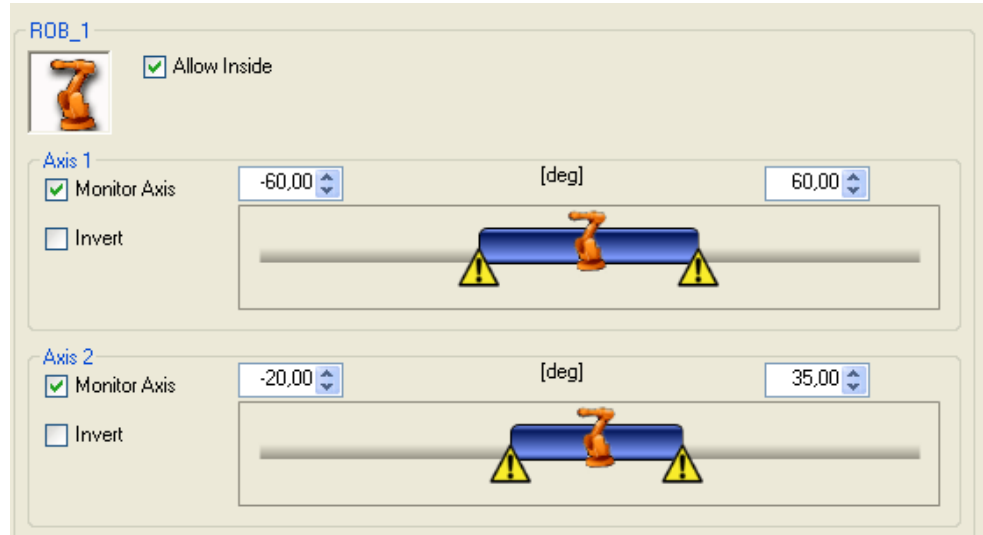 ROB_1
Allow Inside
Axis 1
Monitor Axis
-60,00
[deg]
60,00
Invert
Axis 2
Monitor Axis
-20,00
[deg]
35,00
Invert